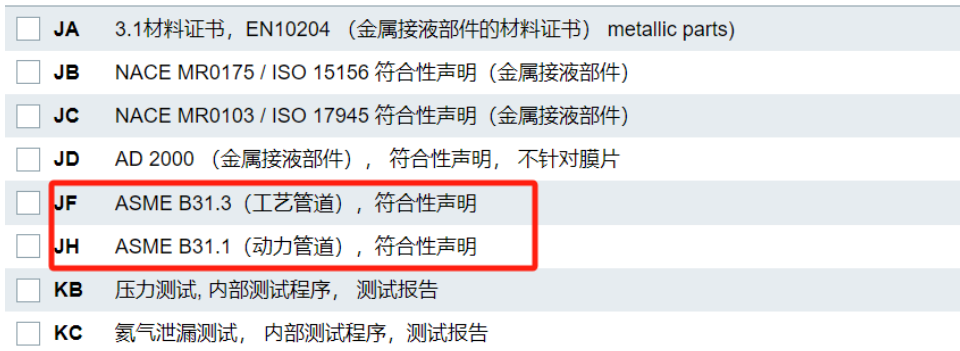 JA 3.1材料证书，EN10204 （金属接液部件的材料证书） metallic parts)
JB NACE MR0175 / ISO 15156 符合性声明（金属接液部件）
JC NACE MR0103 / ISO 17945 符合性声明（金属接液部件）
JD AD 2000 （金属接液部件）， 符合性声明， 不针对膜片
JF ASME B31.3（工艺管道），符合性声明
JH ASME B31.1（动力管道），符合性声明
KB 压力测试, 内部测试程序， 测试报告
KC 氦气泄漏测试， 内部测试程序，测试报告